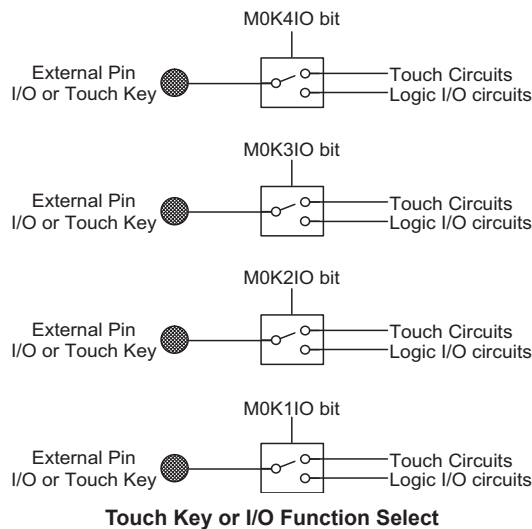 M0K4IO bit
External Pin
I/O or Touch Key
Touch Circuits
Logic I/O circuits
M0K3IO bit
External Pin
I/O or Touch Key
Touch Circuits
Logic I/O circuits
M0K2IO bit
External Pin
I/O or Touch Key
Touch Circuits
Logic I/O circuits
M0K1IO bit
External Pin
I/O or Touch Key
Touch Circuits
Logic I/O circuits
Touch Key or I/O Function Select